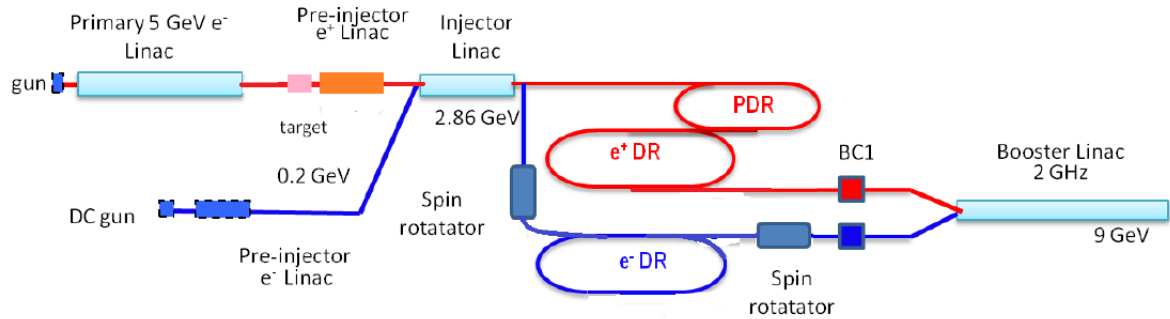 Primary 5 GeV e-
Linac
Pre-injector
e+ Linac
Injector
Linac
gun
target
2.86 GeV
PDR
e+ DR
BC1
Booster Linac
2 GHz
0.2 GeV
DC gun
Spin
rotatator
9 GeV
Pre-injector
e- Linac
e- DR
Spin
rotatator